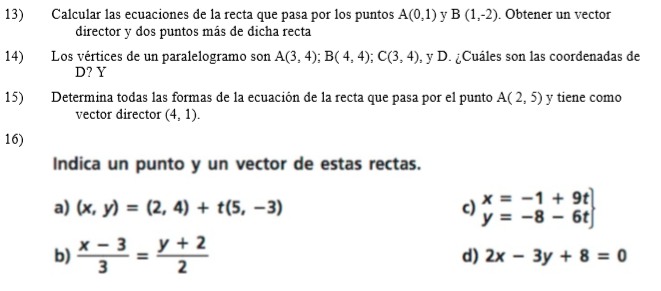 13) Calcular las ecuaciones de la recta que pasa por los puntos A(0,1) y B (1,-2). Obtener un vector
director y dos puntos más de dicha recta
14) Los vértices de un paralelogramo son A(3, 4); B( 4, 4); C(3, 4), y D. ¿Cuáles son las coordenadas de
D? Y
15) Determina todas las formas de la ecuación de la recta que pasa por el punto A( 2, 5) y tiene como
vector director (4, 1).
16)
Indica un punto y un vector de estas rectas.
a) (x, y) = (2, 4) + t(5, −3)
c) x = −1 + 9t
y = −8 − 6t}
b) (x − 3)/3 = (y + 2)/2
d) 2x − 3y + 8 = 0